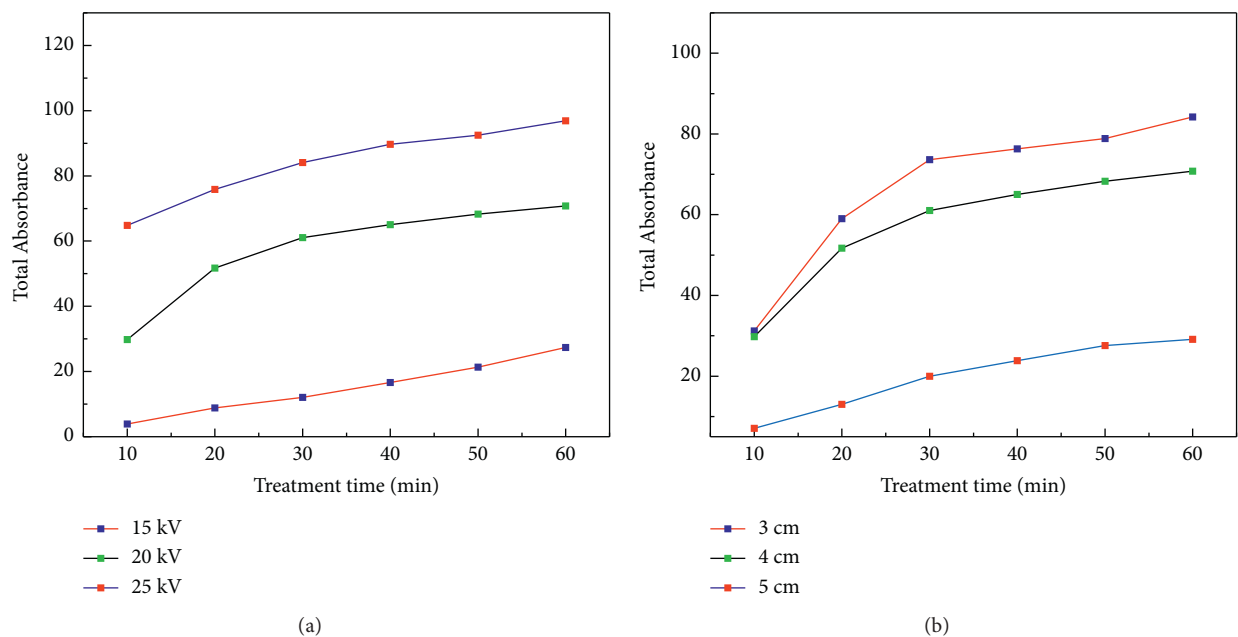 120
100
80
60
40
20
0
Total Absorbance
10 20 30 40 50 60
Treatment time (min)
15 kV
20 kV
25 kV
(a)
100
80
60
40
20
Total Absorbance
10 20 30 40 50 60
Treatment time (min)
3 cm
4 cm
5 cm
(b)